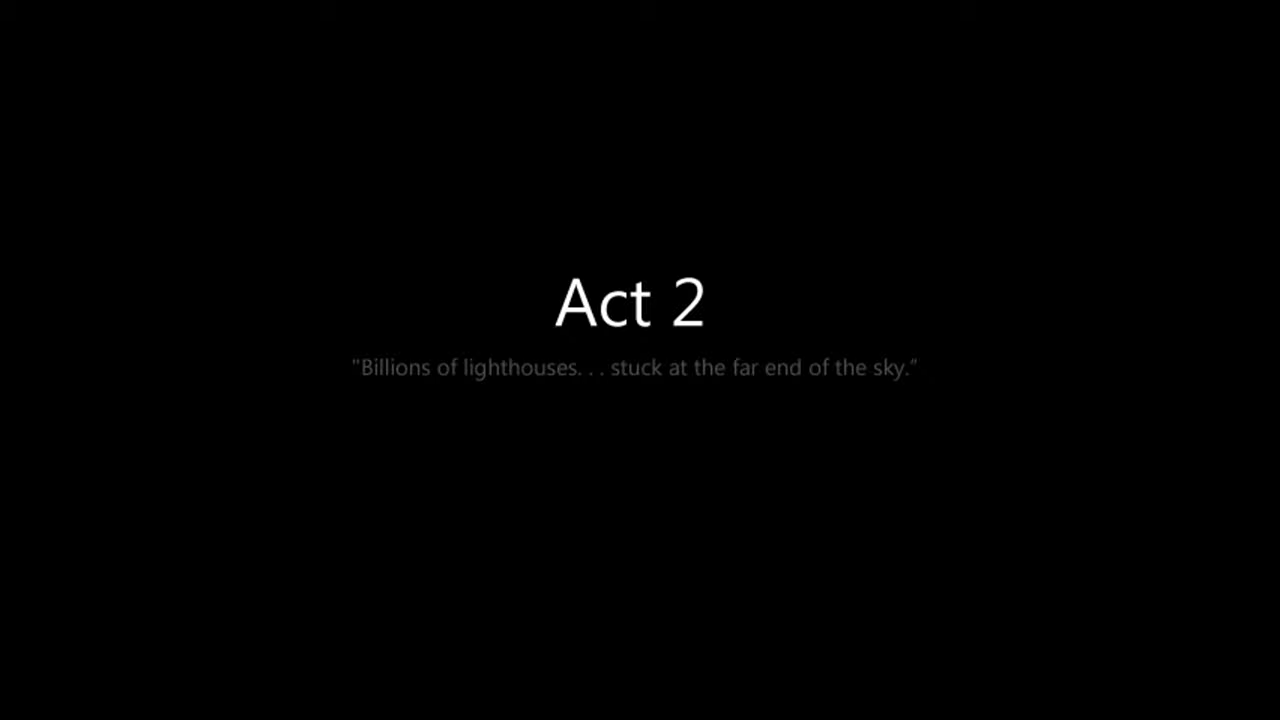 Act 2
"Billions of lighthouses. . . stuck at the far end of the sky.”